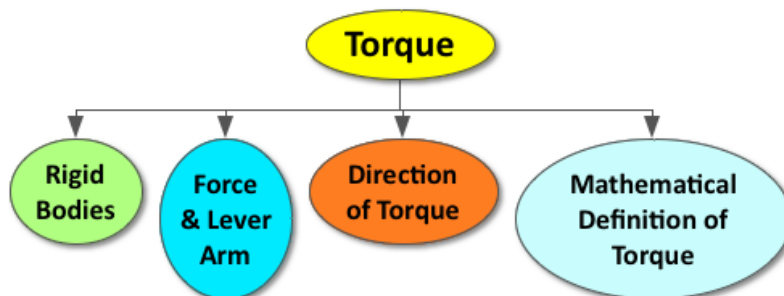 Torque
Rigid
Bodies
Force
& Lever
Arm
Direction
of Torque
Mathematical
Definition of
Torque